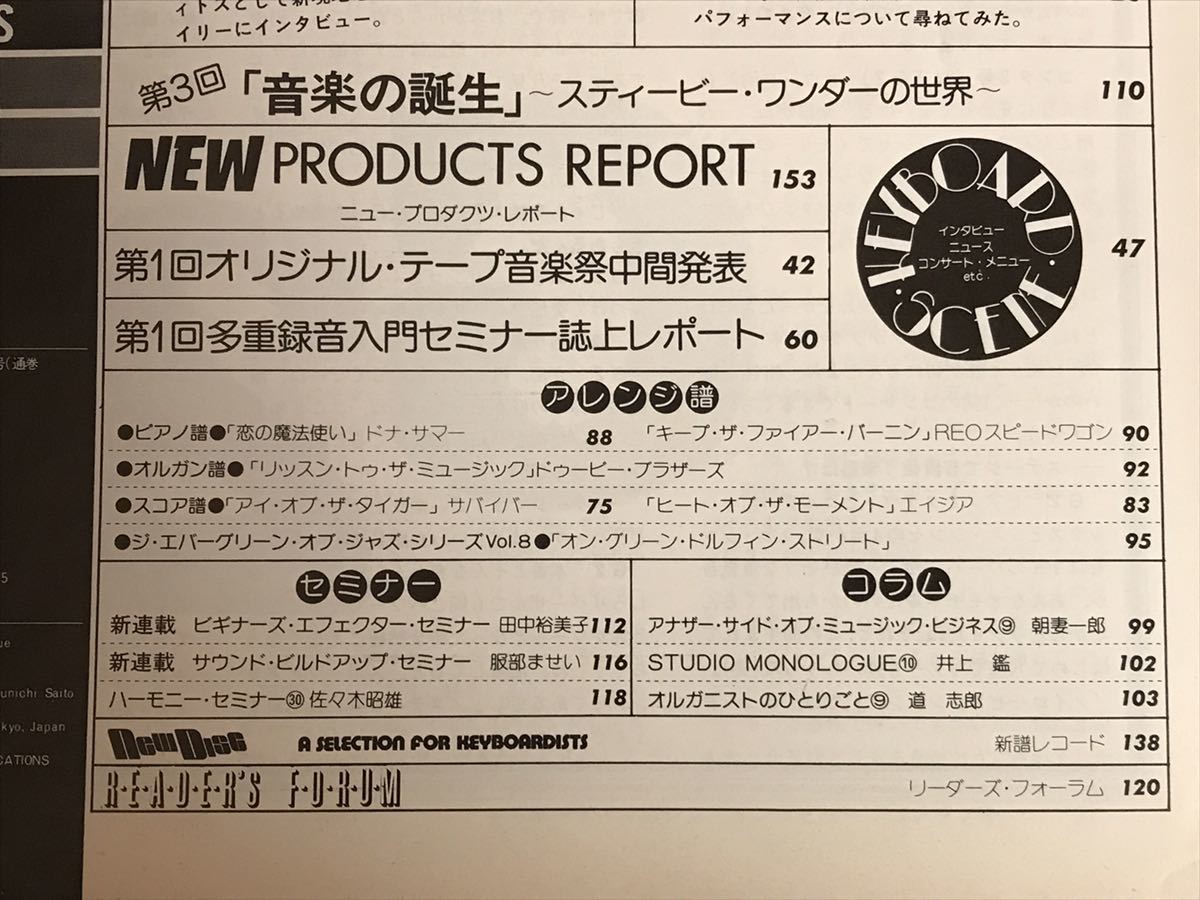 イリーにインタビュー。
パフォーマンスについて尋ねてみた。
第3回「音楽の誕生」～スティービー・ワンダーの世界～ 110
NEW PRODUCTS REPORT 153
ニュー・プロダクツ・レポート
第1回オリジナル・テープ音楽祭中間発表 42
第1回多重録音入門セミナー誌上レポート 60
KEYBOARD
インタビュー
ニュース
コンサート・メニュー
etc.
SCENE
47
アレンジ譜
●ピアノ譜●「恋の魔法使い」ドナ・サマー 88 「キープ・ザ・ファイアー・バーニン」REOスピードワゴン 90
●オルガン譜●「リッスン・トゥ・ザ・ミュージック」ドゥービー・ブラザーズ 92
●スコア譜●「アイ・オブ・ザ・タイガー」サバイバー 75 「ヒート・オブ・ザ・モーメント」エイジア 83
●ジ・エバーグリーン・オブ・ジャズ・シリーズVol.8●「オン・グリーン・ドルフィン・ストリート」 95
セミナー
新連載 ビギナーズ・エフェクター・セミナー 田中裕美子 112
新連載 サウンド・ビルドアップ・セミナー 服部ませい 116
ハーモニー・セミナー㉚ 佐々木昭雄 118
コラム
アナザー・サイド・オブ・ミュージック・ビジネス⑨ 朝妻一郎 99
STUDIO MONOLOGUE⑩ 井上 鑑 102
オルガニストのひとりごと⑨ 道 志郎 103
New Disc A SELECTION FOR KEYBOARDISTS 新譜レコード 138
R·E·A·D·E·R'S F·O·R·U·M リーダーズ・フォーラム 120
S
号(通巻
5
ue
unichi Saito
kyo, Japan
CATIONS